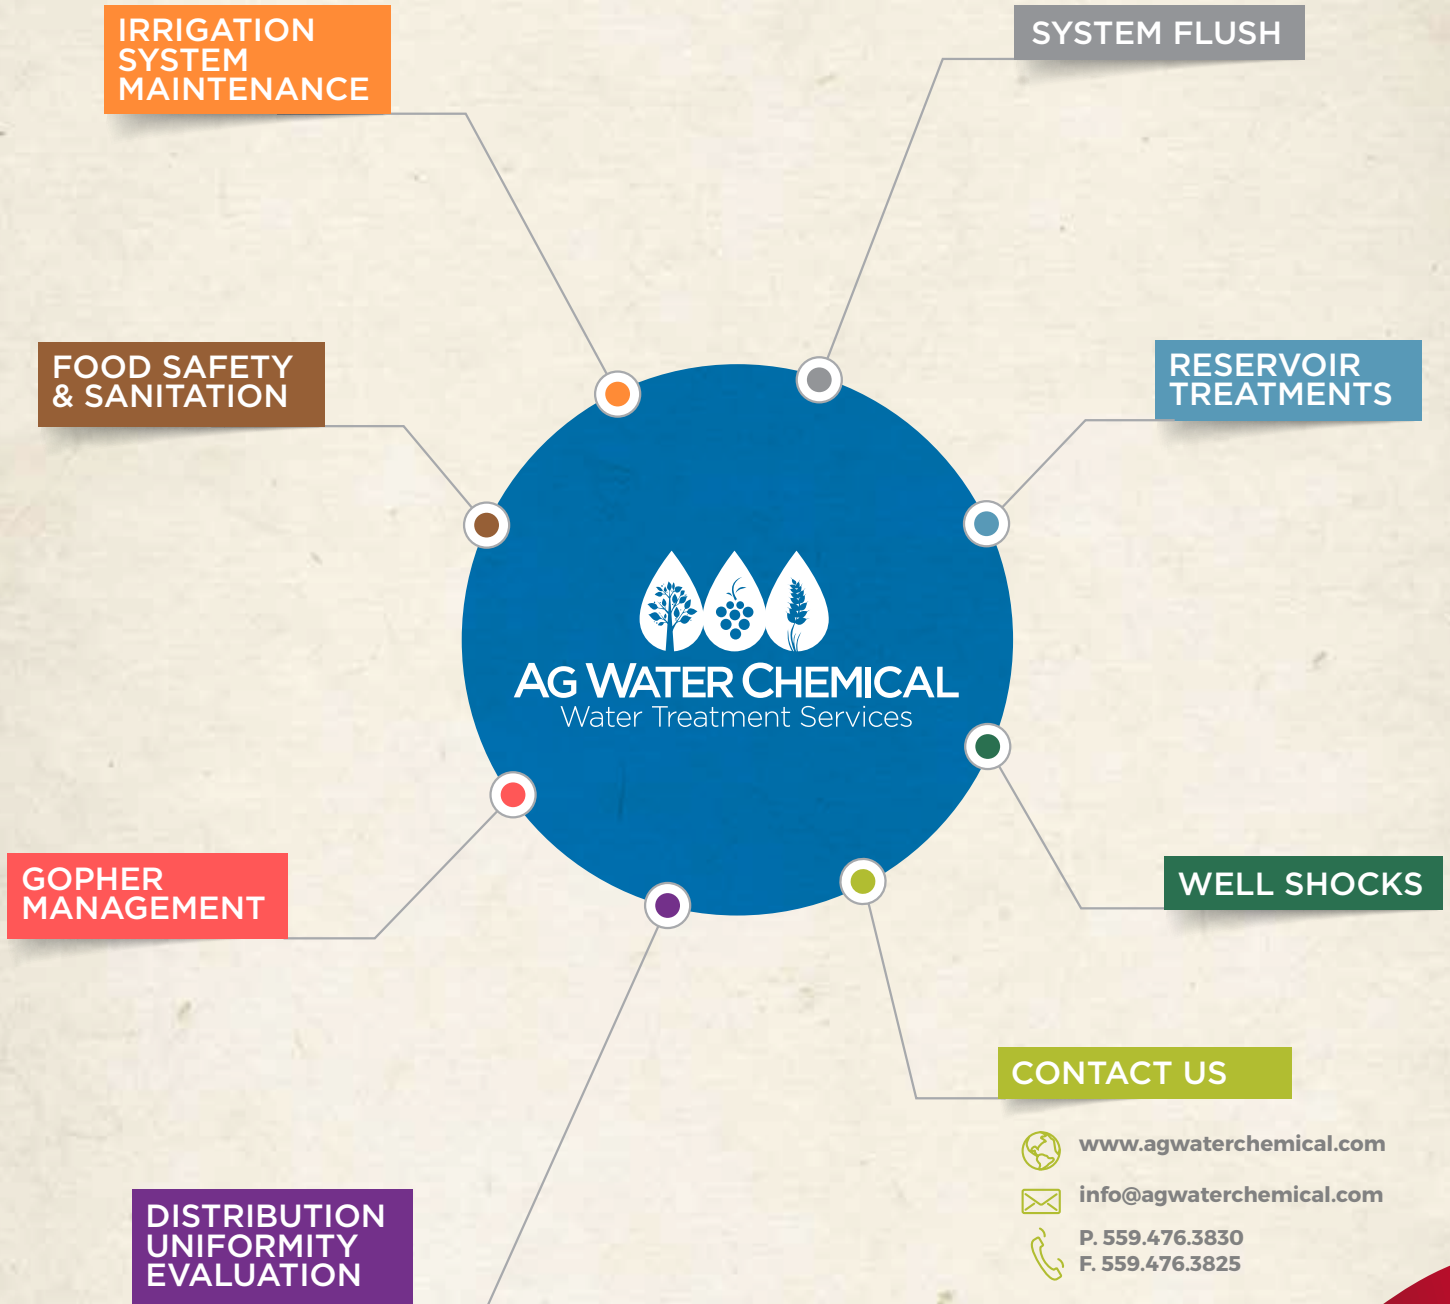 IRRIGATION
SYSTEM
MAINTENANCE
SYSTEM FLUSH
FOOD SAFETY
& SANITATION
RESERVOIR
TREATMENTS
AG WATER CHEMICAL
Water Treatment Services
GOPHER
MANAGEMENT
WELL SHOCKS
CONTACT US
www.agwaterchemical.com
info@agwaterchemical.com
P. 559.476.3830
F. 559.476.3825
DISTRIBUTION
UNIFORMITY
EVALUATION